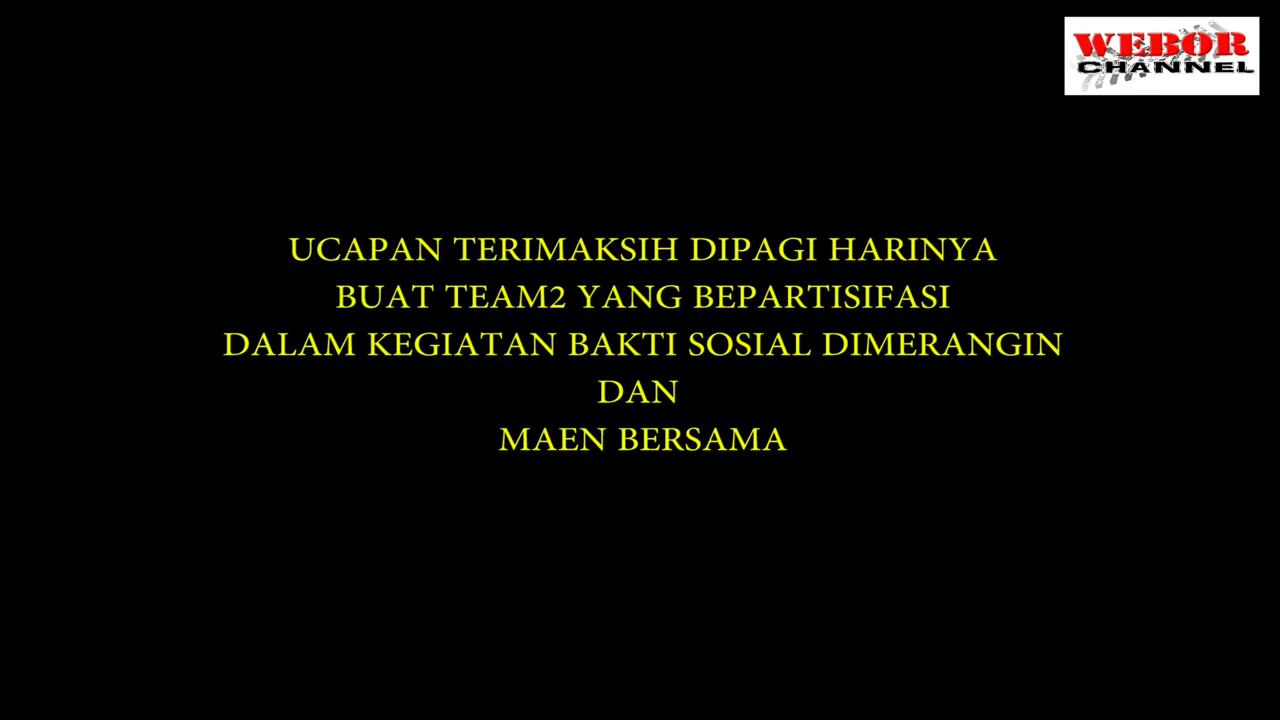 WEBOR
CHANNEL
UCAPAN TERIMAKSIH DIPAGI HARINYA
BUAT TEAM2 YANG BEPARTISIFASI
DALAM KEGIATAN BAKTI SOSIAL DIMERANGIN
DAN
MAEN BERSAMA